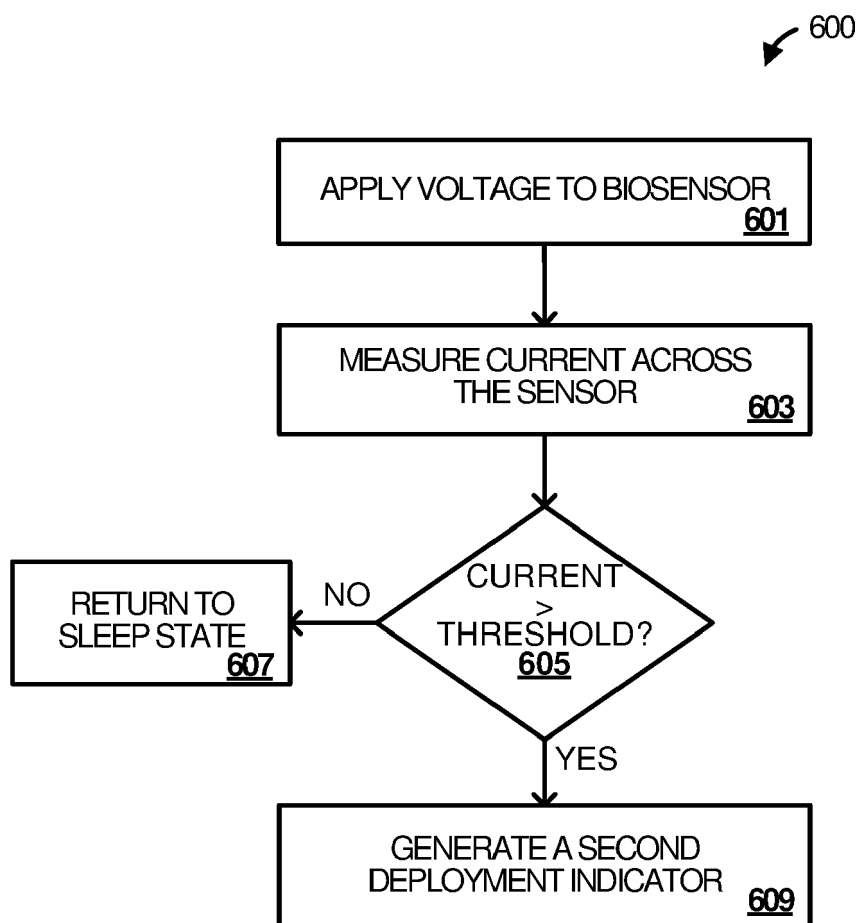 600
APPLY VOLTAGE TO BIOSENSOR
601
MEASURE CURRENT ACROSS
THE SENSOR
603
CURRENT
>
THRESHOLD?
605
NO
RETURN TO
SLEEP STATE
607
YES
GENERATE A SECOND
DEPLOYMENT INDICATOR
609